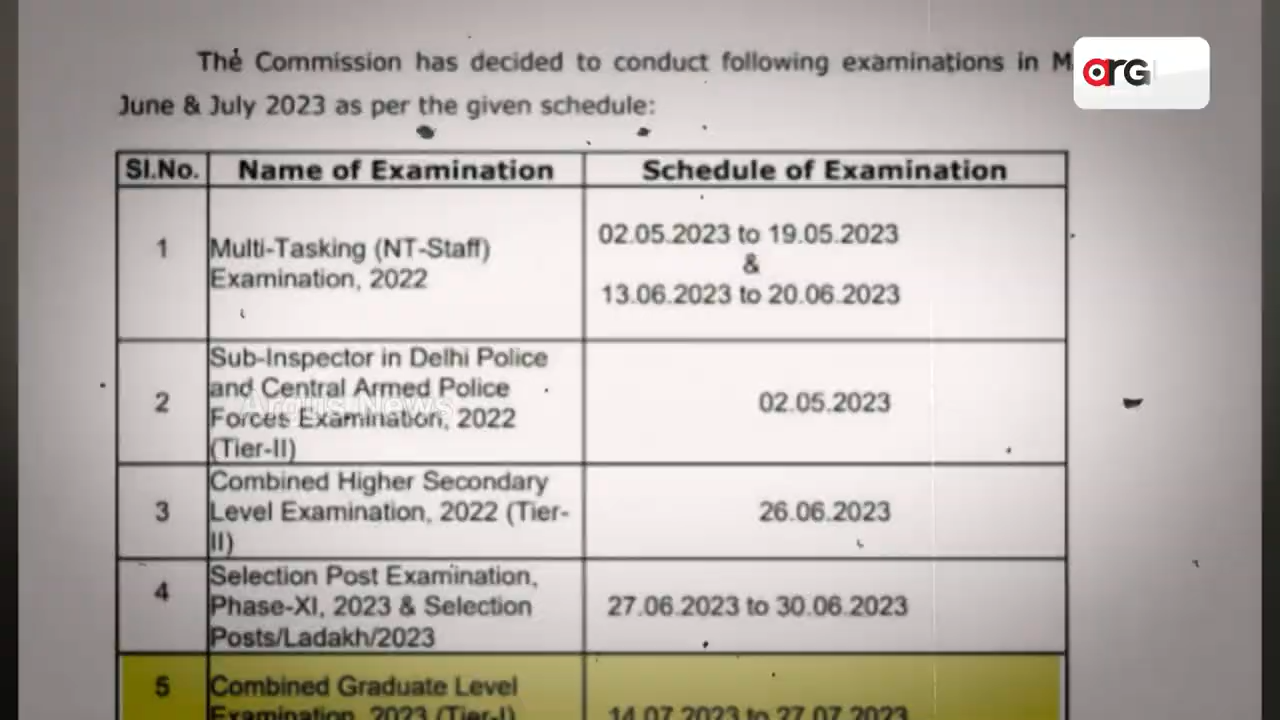 The Commission has decided to conduct following examinations in M
arG
June & July 2023 as per the given schedule:
Sl.No. Name of Examination Schedule of Examination
1 Multi-Tasking (NT-Staff) Examination, 2022 02.05.2023 to 19.05.2023
&
13.06.2023 to 20.06.2023
2 Sub-Inspector in Delhi Police
and Central Armed Police
Forces Examination, 2022
(Tier-II) 02.05.2023
Argus News
3 Combined Higher Secondary
Level Examination, 2022 (Tier-
II) 26.06.2023
4 Selection Post Examination,
Phase-XI, 2023 & Selection
Posts/Ladakh/2023 27.06.2023 to 30.06.2023
5 Combined Graduate Level
Examination, 2023 (Tier-I) 14.07.2023 to 27.07.2023